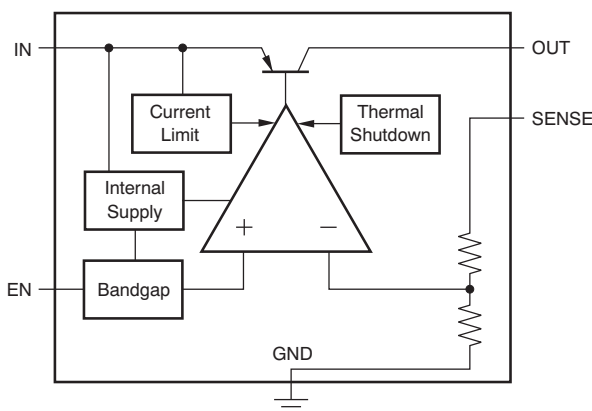 IN
OUT
Current
Limit
Thermal
Shutdown
SENSE
Internal
Supply
+
−
EN
Bandgap
GND